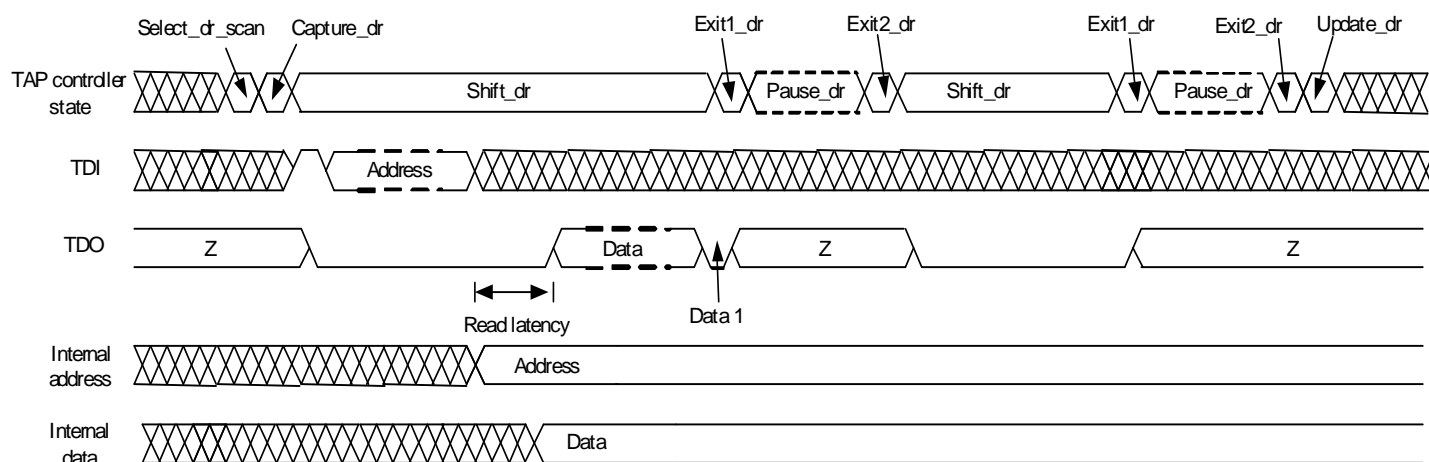 Select_dr_scan Capture_dr Exit1_dr Exit2_dr Exit1_dr Exit2_dr Update_dr
TAP controller
state
Shift_dr Pause_dr Shift_dr Pause_dr
TDI
Address
TDO
Z Data Z Z
Read latency
Data 1
Internal
address
Address
Internal
data
Data